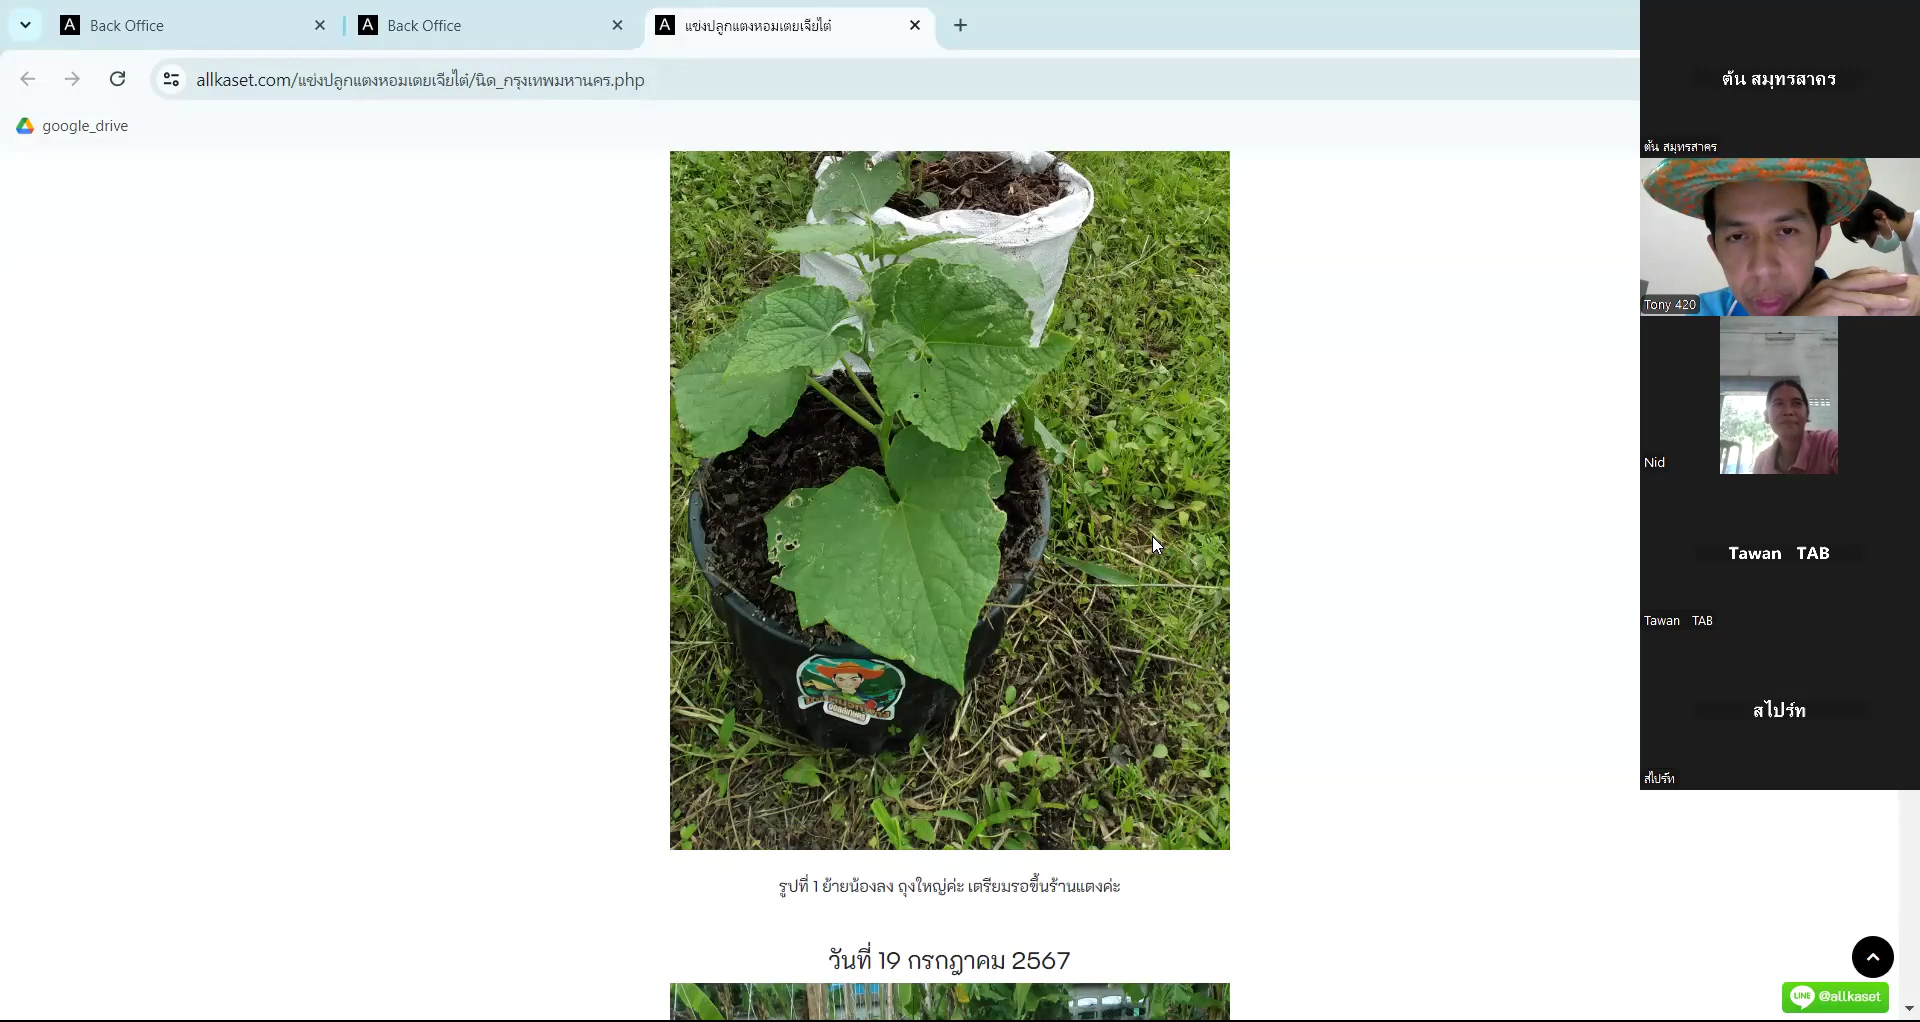 Back Office
Back Office
แข่งปลูกแตงหอมเตยเจียไต๋
allkaset.com/แข่งปลูกแตงหอมเตยเจียไต๋/นิด_กรุงเทพมหานคร.php
google_drive
ต้น สมุทรสาคร
ต้น สมุทรสาคร
Tony 420
Nid
Tawan TAB
Tawan TAB
สไปร์ท
สไปร์ท
รูปที่ 1 ย้ายน้องลง ถุงใหญ่ค่ะ เตรียมรอขึ้นร้านแตงค่ะ
วันที่ 19 กรกฎาคม 2567
LINE @allkaset